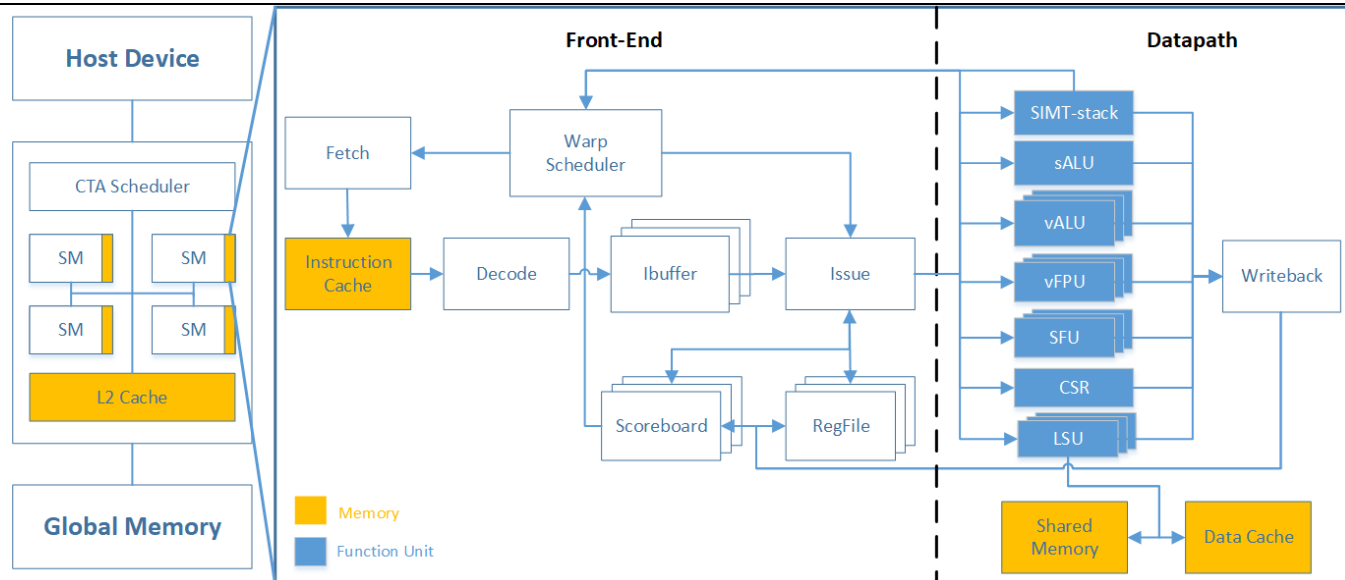 Host Device
CTA Scheduler
SM
SM
SM
SM
L2 Cache
Global Memory
Front-End
Datapath
Fetch
Warp
Scheduler
Instruction
Cache
Decode
Ibuffer
Issue
Scoreboard
RegFile
Memory
Function Unit
SIMT-stack
sALU
vALU
vFPU
SFU
CSR
LSU
Writeback
Shared
Memory
Data Cache